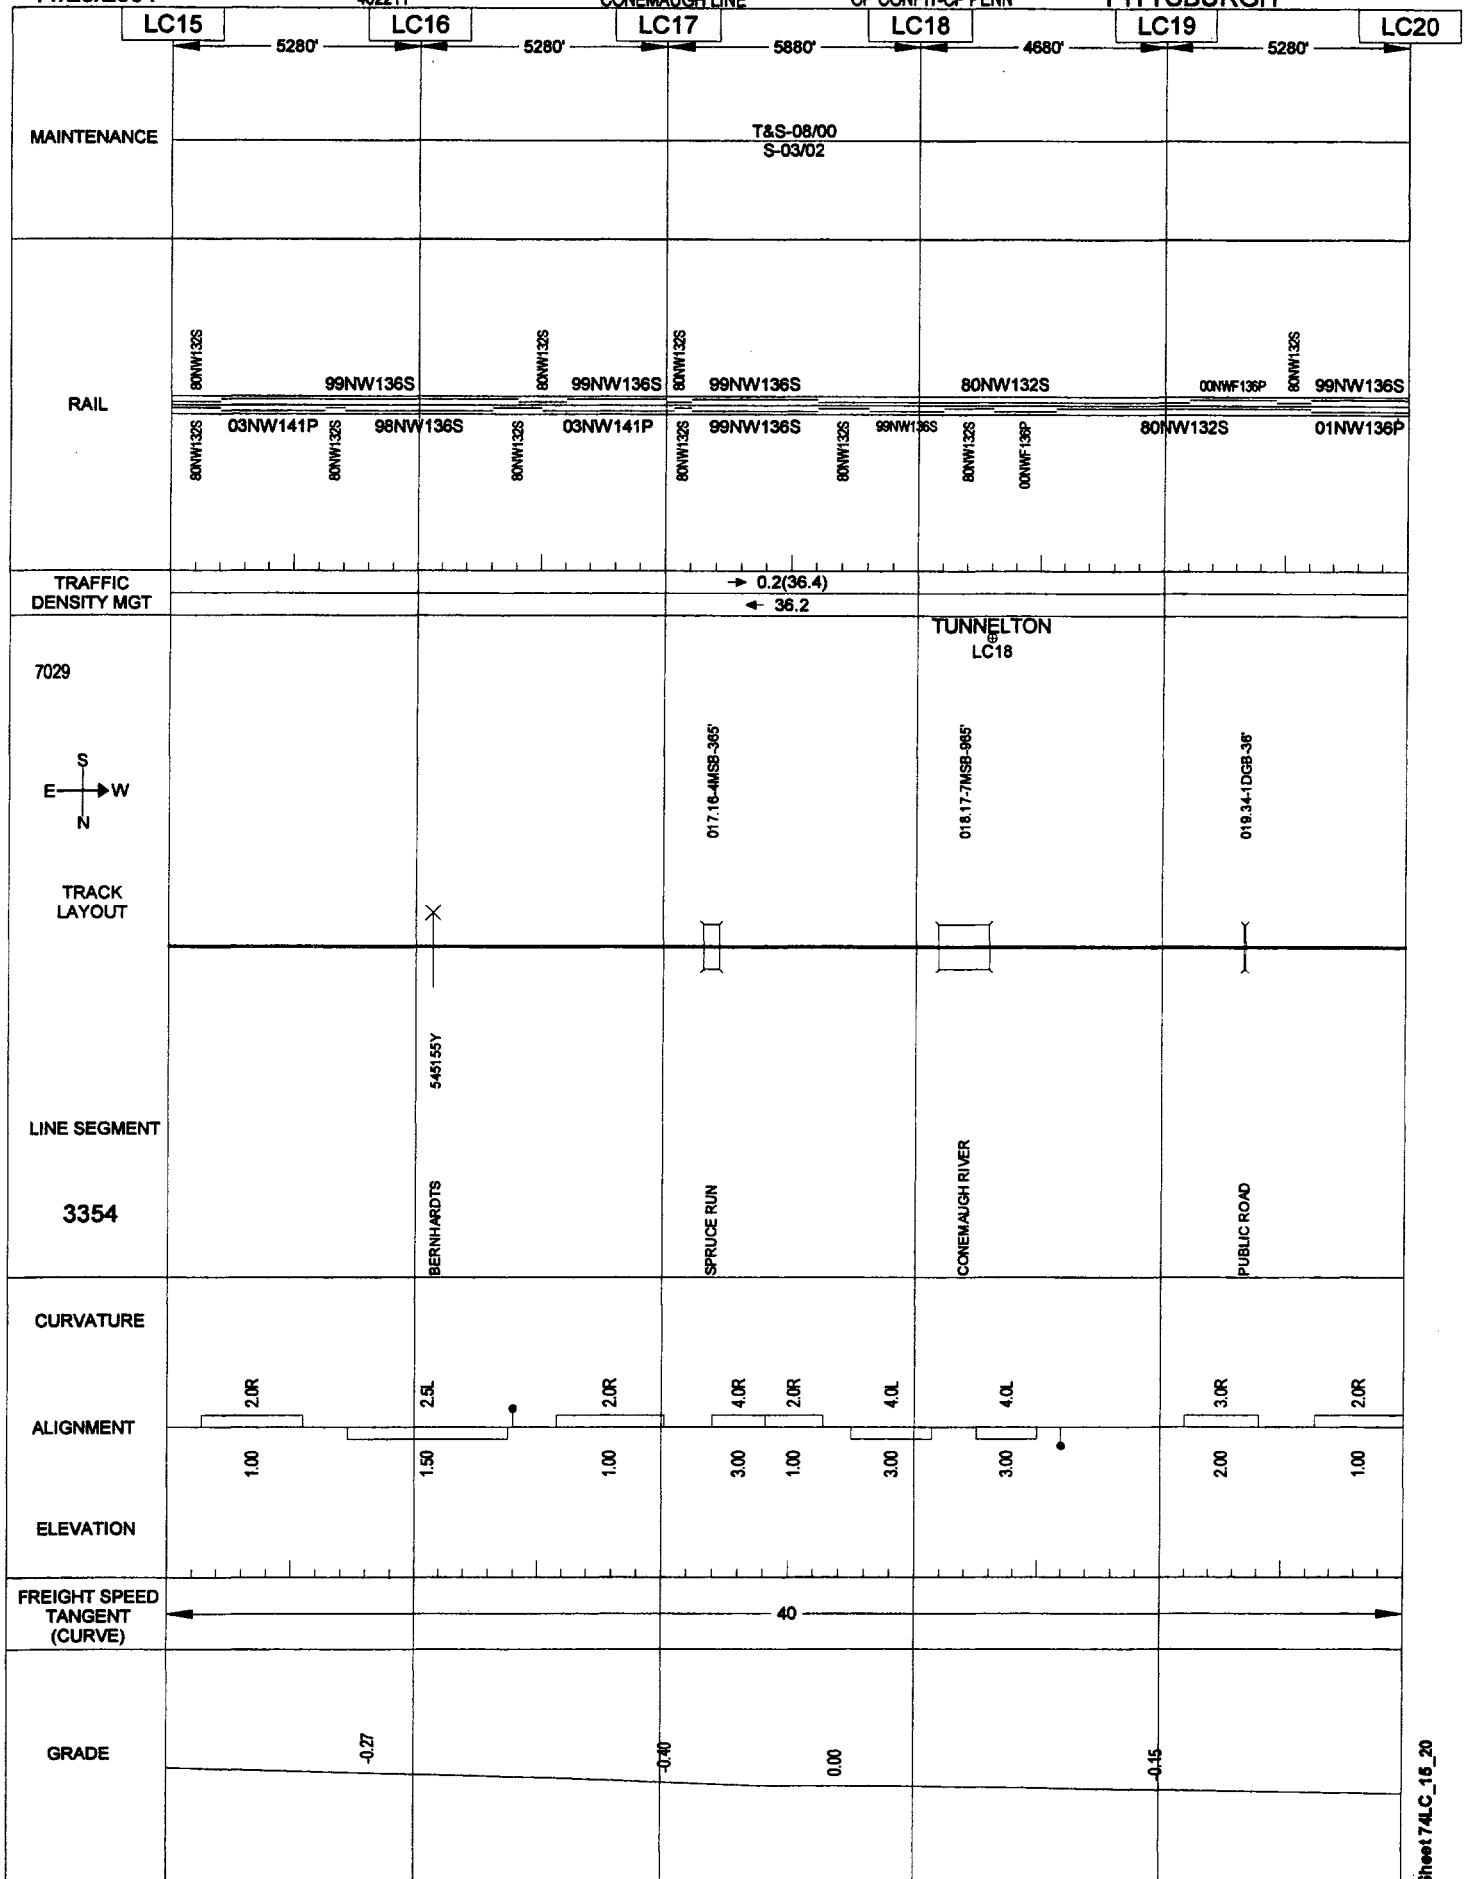 CONEMAUGH LINE
PITTSBURGH
LC15 LC16 LC17 LC18 LC19 LC20
5280' 5280' 5880' 4680' 5280'
MAINTENANCE
T&S-08/00
S-03/02
RAIL
80NW132S 80NW132S 80NW132S 80NW132S
99NW136S 99NW136S 99NW136S 80NW132S 00NWF136P 99NW136S
03NW141P 98NW136S 03NW141P 99NW136S 99NW136S 80NW132S 01NW136P
80NW132S 80NW132S 80NW132S 80NW132S 80NW132S 80NW132S 00NWF136P
TRAFFIC
DENSITY MGT
→ 0.2(36.4)
← 36.2
TUNNELTON
LC18
7029
S
E W
N
017.16-4MSB-365'
018.17-7MSB-965'
019.34-1DGB-36'
TRACK
LAYOUT
545155Y
LINE SEGMENT
3354
BERNHARDTS
SPRUCE RUN
CONEMAUGH RIVER
PUBLIC ROAD
CURVATURE
2.0R 2.5L 2.0R 4.0R 2.0R 4.0L 4.0L 3.0R 2.0R
ALIGNMENT
1.00 1.50 1.00 3.00 1.00 3.00 3.00 2.00 1.00
ELEVATION
FREIGHT SPEED
TANGENT
(CURVE)
40
GRADE
-0.27 -0.40 0.00 -0.15
Sheet 74LC_15_20